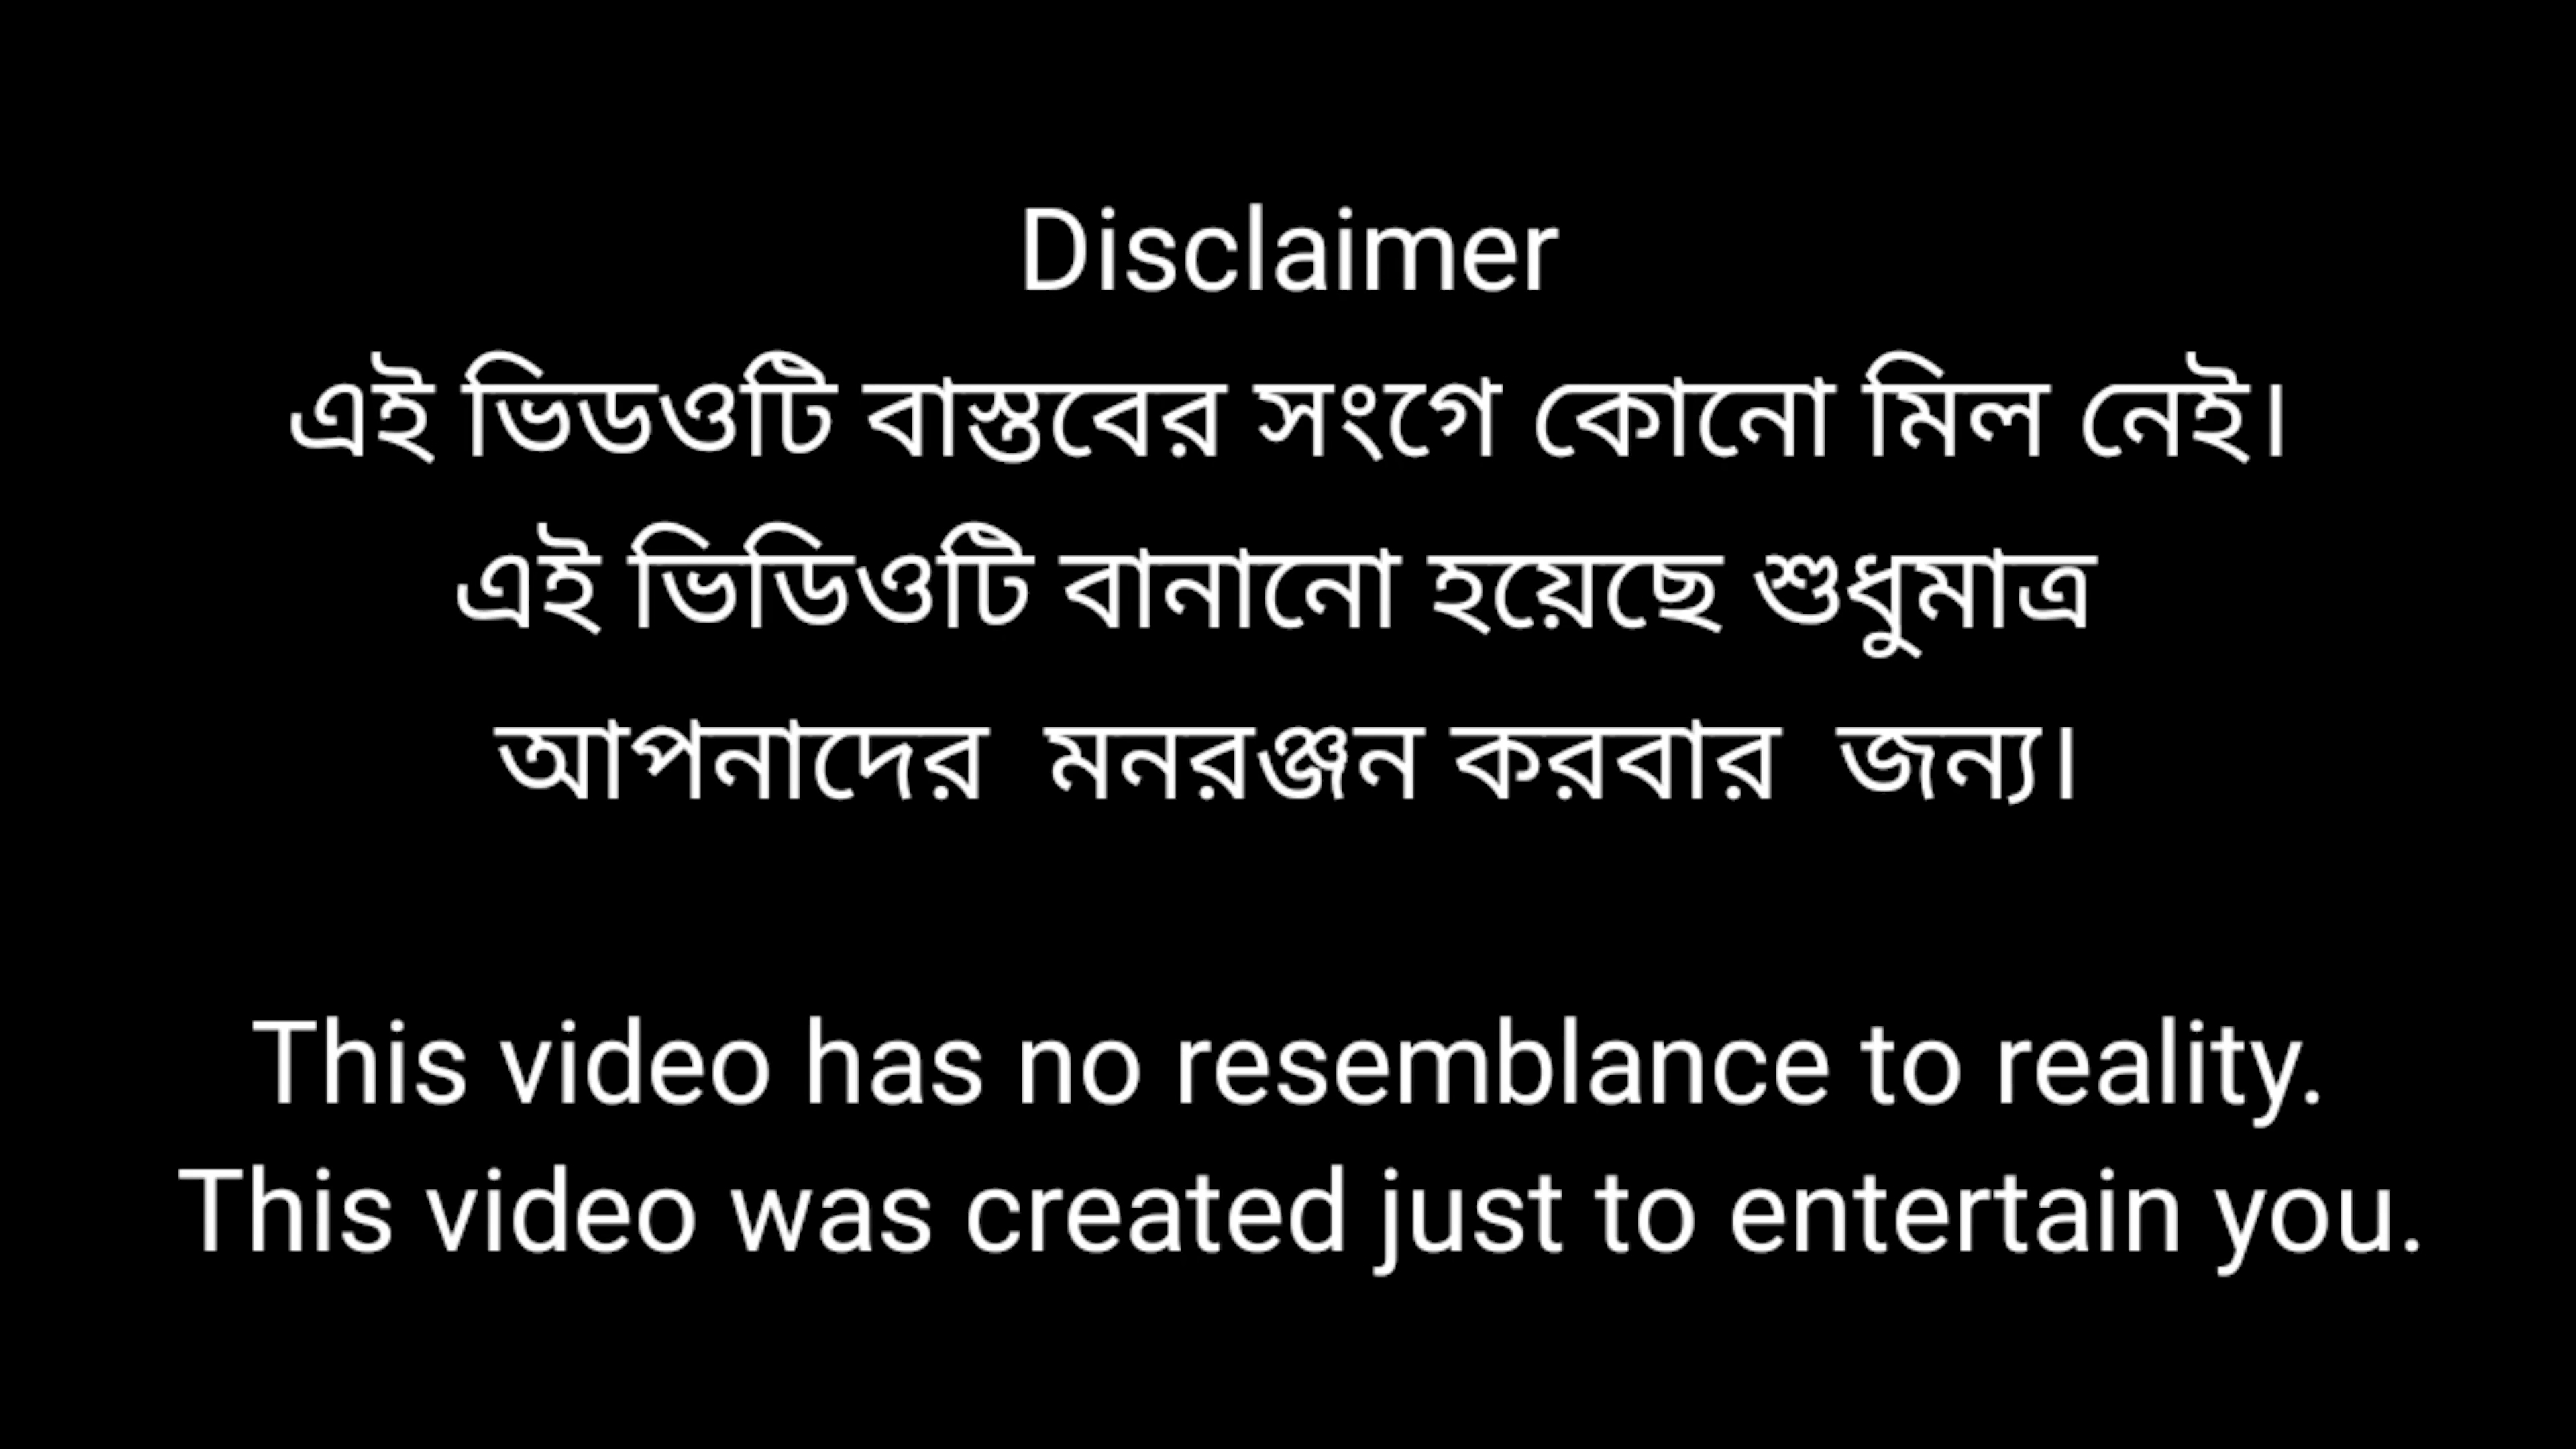 Disclaimer
এই ভিডওটি বাস্তবের সংগে কোনো মিল নেই।
এই ভিডিওটি বানানো হয়েছে শুধুমাত্র
আপনাদের  মনরঞ্জন করবার  জন্য।
This video has no resemblance to reality.
This video was created just to entertain you.